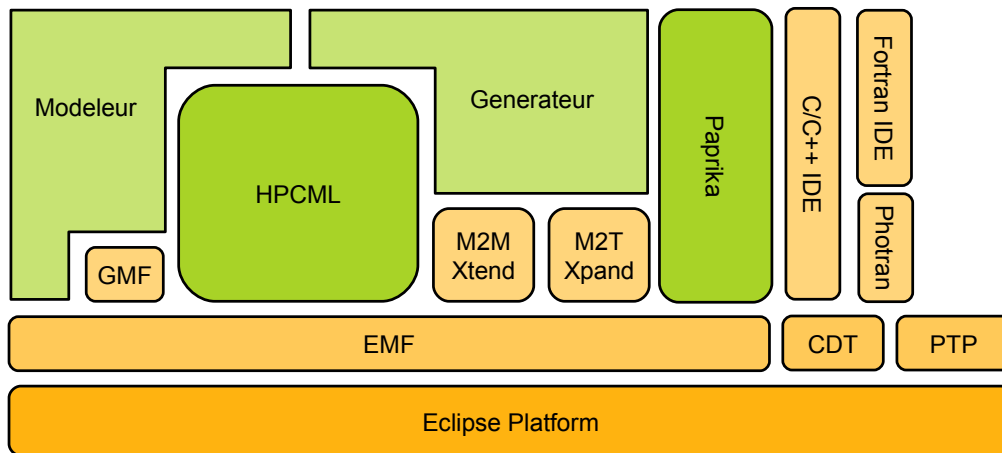 Modeleur
HPCML
Generateur
GMF
M2M
Xtend
M2T
Xpand
Paprika
C/C++ IDE
Fortran IDE
Photran
EMF
CDT
PTP
Eclipse Platform